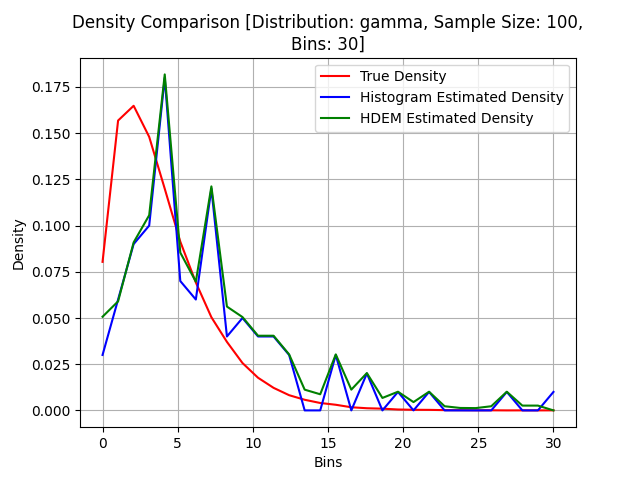 Density Comparison [Distribution: gamma, Sample Size: 100,
Bins: 30]
True Density
Histogram Estimated Density
HDEM Estimated Density
Density
0.175
0.150
0.125
0.100
0.075
0.050
0.025
0.000
0 5 10 15 20 25 30
Bins